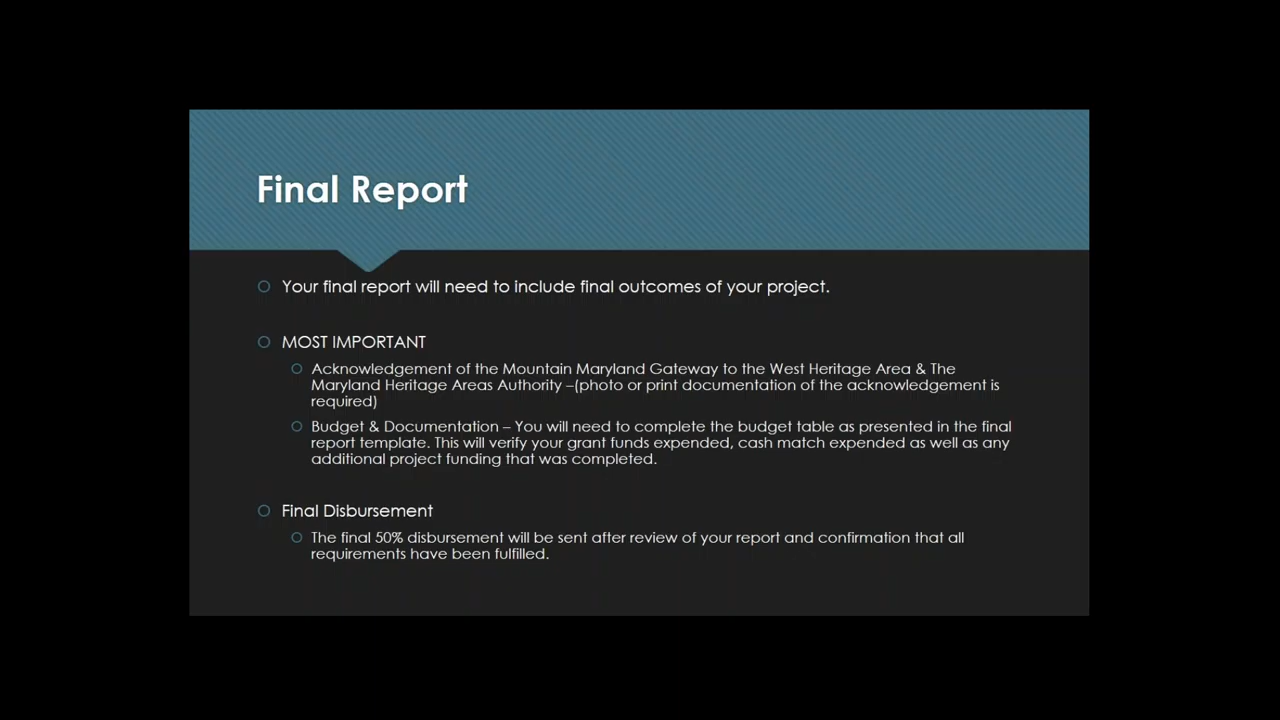 Final Report
Your final report will need to include final outcomes of your project.
MOST IMPORTANT
Acknowledgement of the Mountain Maryland Gateway to the West Heritage Area & The
Maryland Heritage Areas Authority –(photo or print documentation of the acknowledgement is
required)
Budget & Documentation – You will need to complete the budget table as presented in the final
report template. This will verify your grant funds expended, cash match expended as well as any
additional project funding that was completed.
Final Disbursement
The final 50% disbursement will be sent after review of your report and confirmation that all
requirements have been fulfilled.